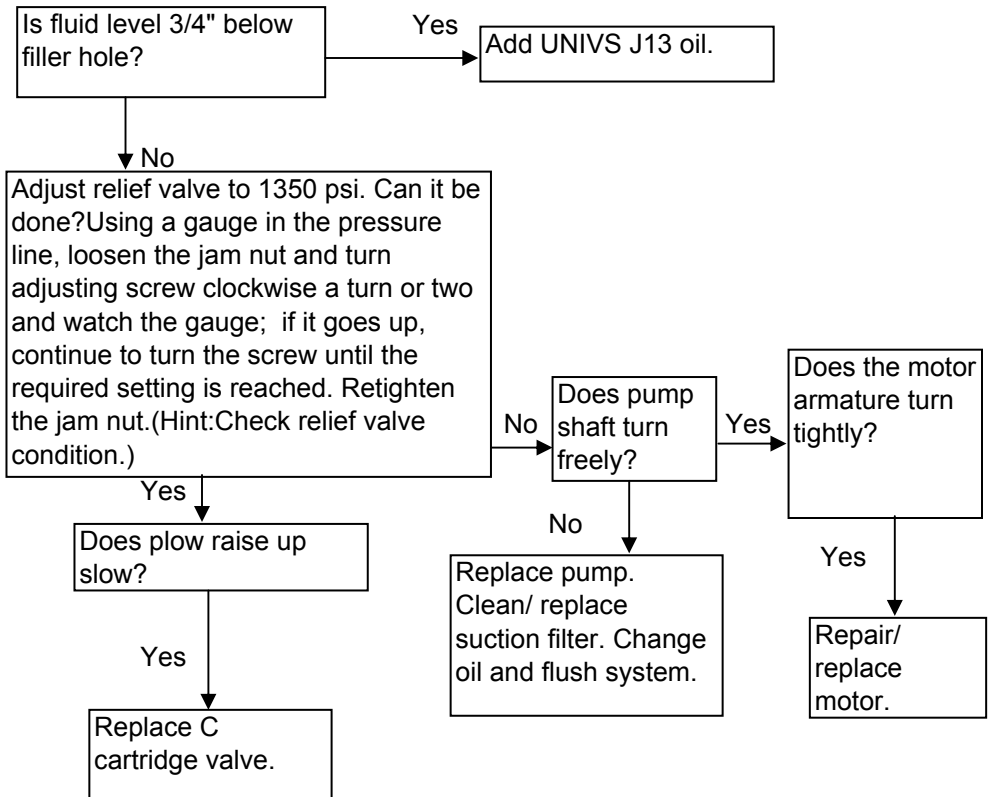 Is fluid level 3/4" below
filler hole?
Yes
Add UNIVS J13 oil.
No
Adjust relief valve to 1350 psi. Can it be
done?Using a gauge in the pressure
line, loosen the jam nut and turn
adjusting screw clockwise a turn or two
and watch the gauge;  if it goes up,
continue to turn the screw until the
required setting is reached. Retighten
the jam nut.(Hint:Check relief valve
condition.)
No
Does pump
shaft turn
freely?
Yes
Does the motor
armature turn
tightly?
Yes
Does plow raise up
slow?
No
Replace pump.
Clean/ replace
suction filter. Change
oil and flush system.
Yes
Repair/
replace
motor.
Yes
Replace C
cartridge valve.